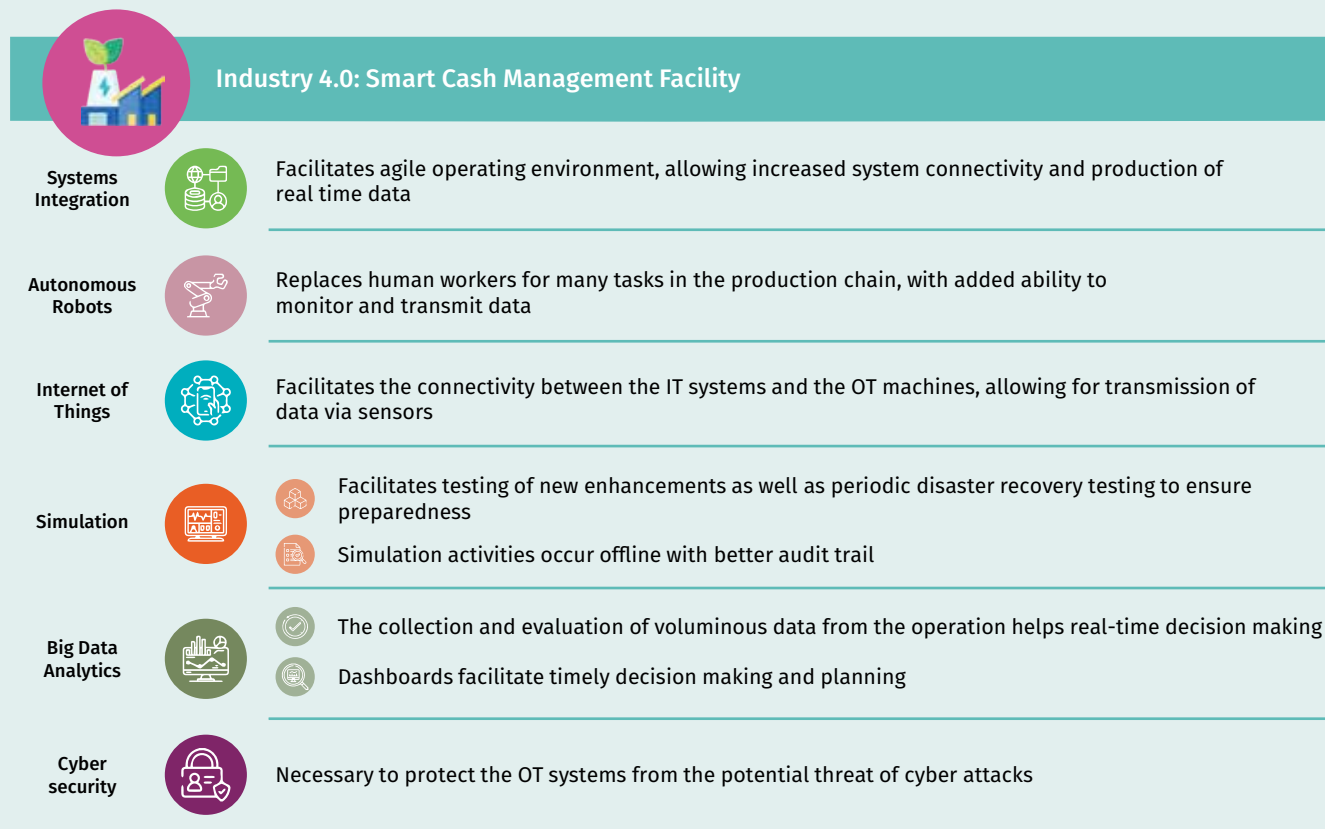 Industry 4.0: Smart Cash Management Facility
Systems
Integration
Facilitates agile operating environment, allowing increased system connectivity and production of
real time data
Autonomous
Robots
Replaces human workers for many tasks in the production chain, with added ability to
monitor and transmit data
Internet of
Things
Facilitates the connectivity between the IT systems and the OT machines, allowing for transmission of
data via sensors
Simulation
Facilitates testing of new enhancements as well as periodic disaster recovery testing to ensure
preparedness
Simulation activities occur offline with better audit trail
Big Data
Analytics
The collection and evaluation of voluminous data from the operation helps real-time decision making
Dashboards facilitate timely decision making and planning
Cyber
security
Necessary to protect the OT systems from the potential threat of cyber attacks